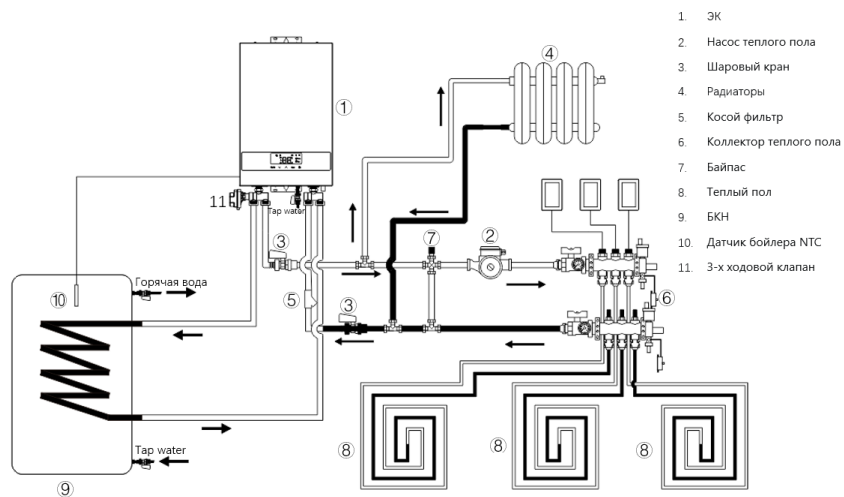 1. ЭК
2. Насос теплого пола
3. Шаровый кран
4. Радиаторы
5. Косой фильтр
6. Коллектор теплого пола
7. Байпас
8. Теплый пол
9. БКН
10. Датчик бойлера NTC
11. 3-х ходовой клапан
4
1
11
Tap water
3
7
2
Горячая вода
10
5
3
6
Tap water
8
8
8
9